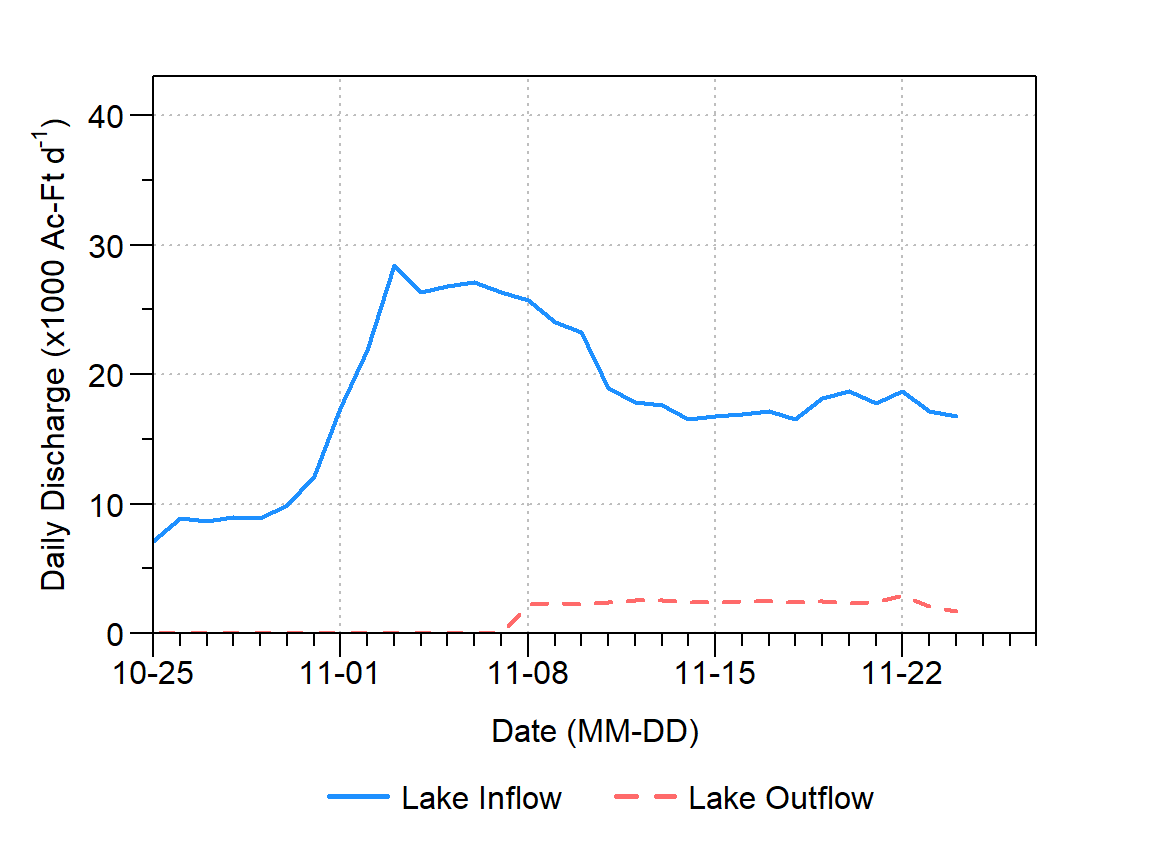 Daily Discharge (x1000 Ac-Ft d⁻¹)
40
30
20
10
0
10-25 11-01 11-08 11-15 11-22
Date (MM-DD)
Lake Inflow Lake Outflow